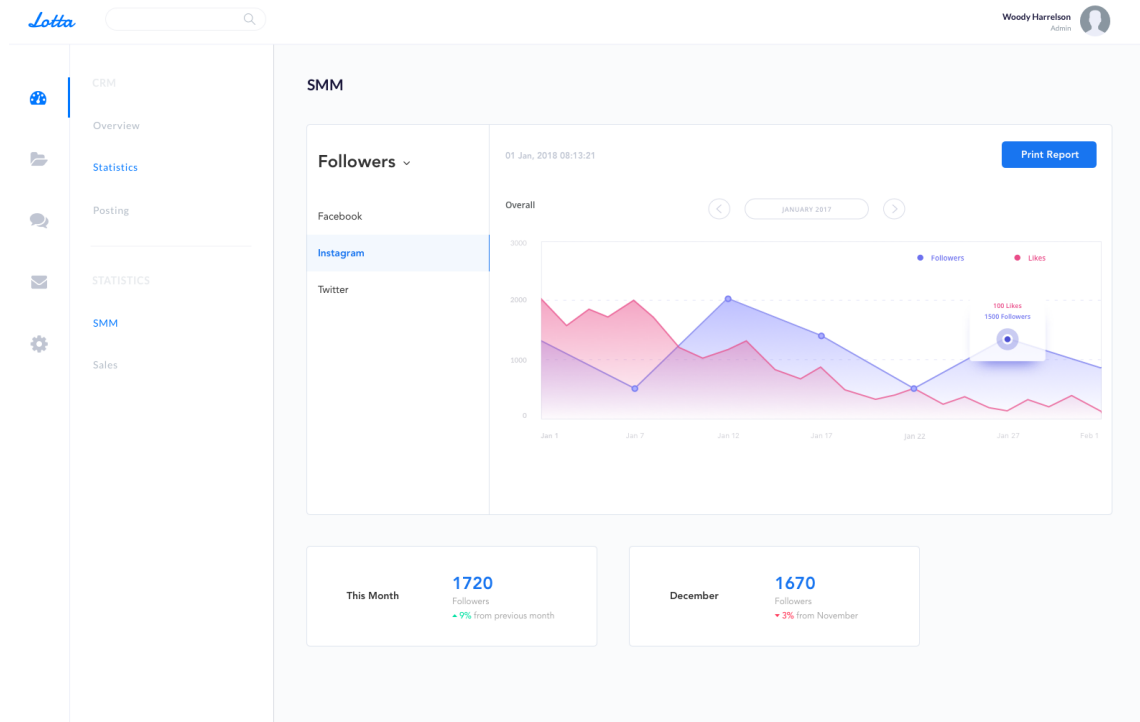 Lotta
Woody Harrelson
Admin
CRM
Overview
Statistics
Posting
STATISTICS
SMM
Sales
SMM
Followers
Facebook
Instagram
Twitter
01 Jan, 2018 08:13:21
Print Report
Overall
JANUARY 2017
Followers
Likes
3000
2000
1000
0
100 Likes
1500 Followers
Jan 1
Jan 7
Jan 12
Jan 17
Jan 22
Jan 27
Feb 1
This Month
1720
Followers
9% from previous month
December
1670
Followers
3% from November